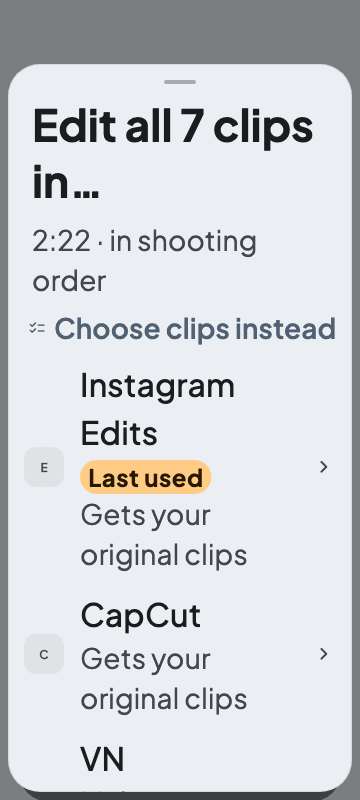 Edit all 7 clips
in…
2:22 · in shooting
order
Choose clips instead
Instagram
Edits
E
Last used
Gets your
original clips
CapCut
C
Gets your
original clips
VN